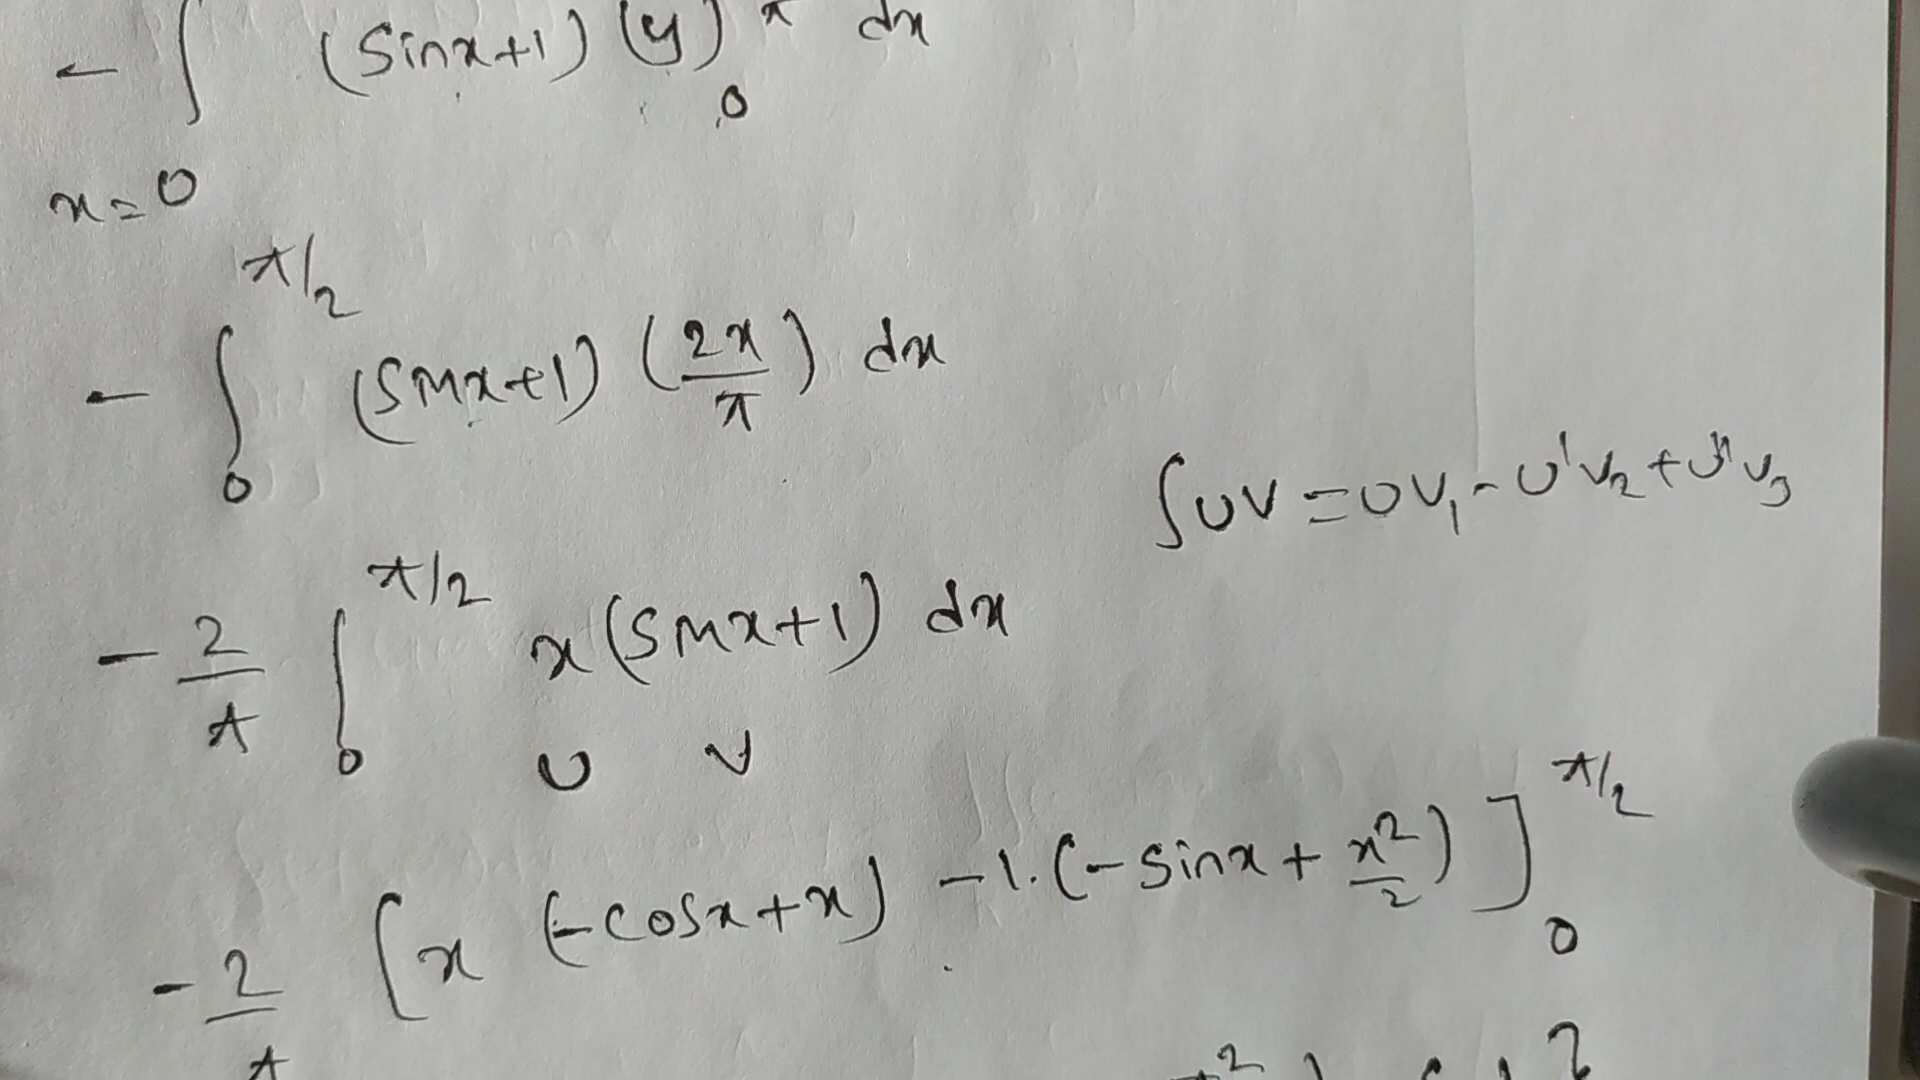 - ∫ (Sinx+1) (y)₀ dx
x=0
- ∫₀^π/2 (Sinx+1) (2x/π) dx
∫UV = UV₁ - U'V₂ + U''V₃
- 2/π ∫₀^π/2 x(Sinx+1) dx
U V
- 2/π [x (-cosx+x) -1.(-sinx + x²/2)]₀^π/2